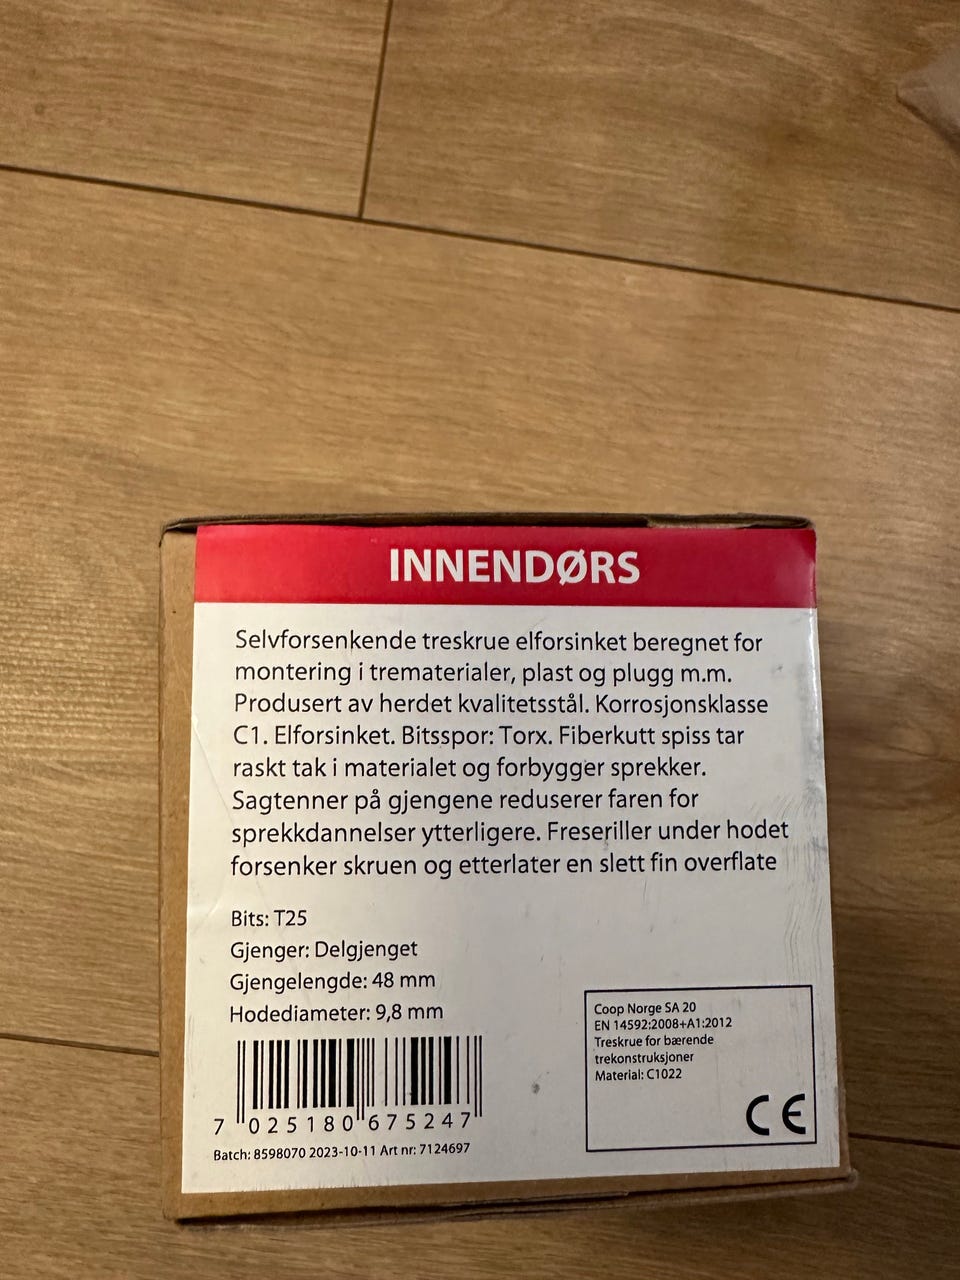 INNENDØRS
Selvforsenkende treskrue elforsinket beregnet for
montering i trematerialer, plast og plugg m.m.
Produsert av herdet kvalitetsstål. Korrosjonsklasse
C1. Elforsinket. Bitsspor: Torx. Fiberkutt spiss tar
raskt tak i materialet og forbygger sprekker.
Sagtenner på gjengene reduserer faren for
sprekkdannelser ytterligere. Freseriller under hodet
forsenker skruen og etterlater en slett fin overflate
Bits: T25
Gjenger: Delgjenget
Gjengelengde: 48 mm
Hodediameter: 9,8 mm
7 025180 675247
Batch: 8598070 2023-10-11 Art nr: 7124697
Coop Norge SA 20
EN 14592:2008+A1:2012
Treskrue for bærende
trekonstruksjoner
Material: C1022
CE